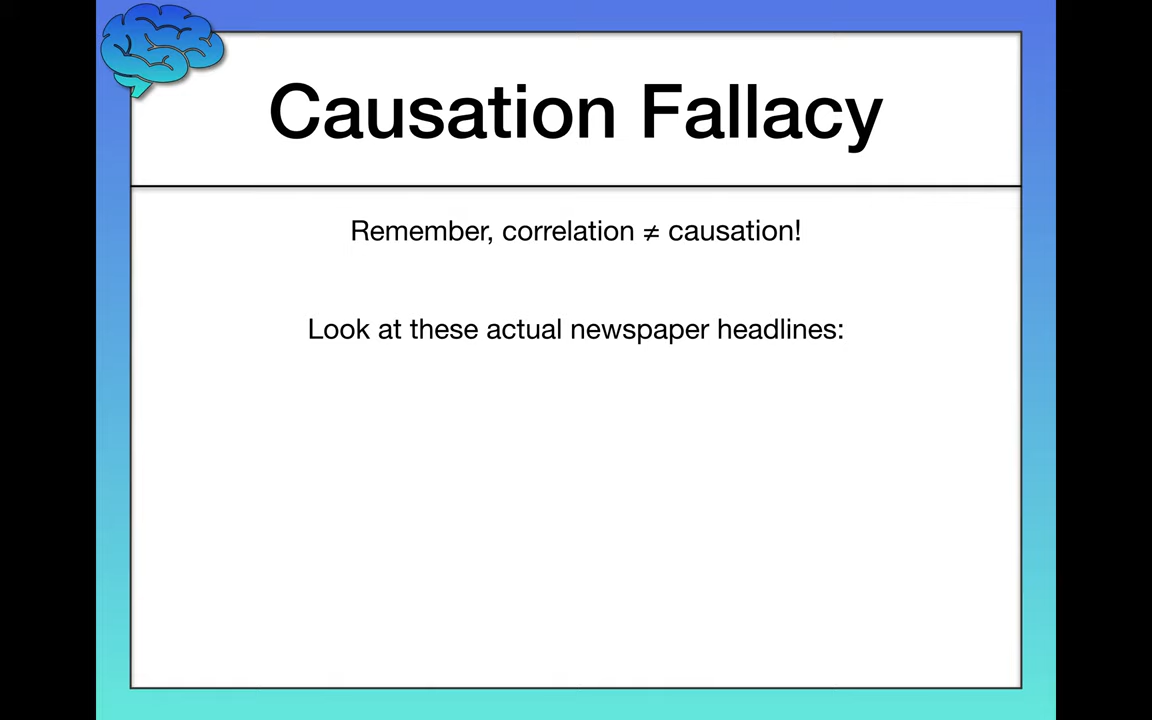 Causation Fallacy
Remember, correlation ≠ causation!
Look at these actual newspaper headlines: